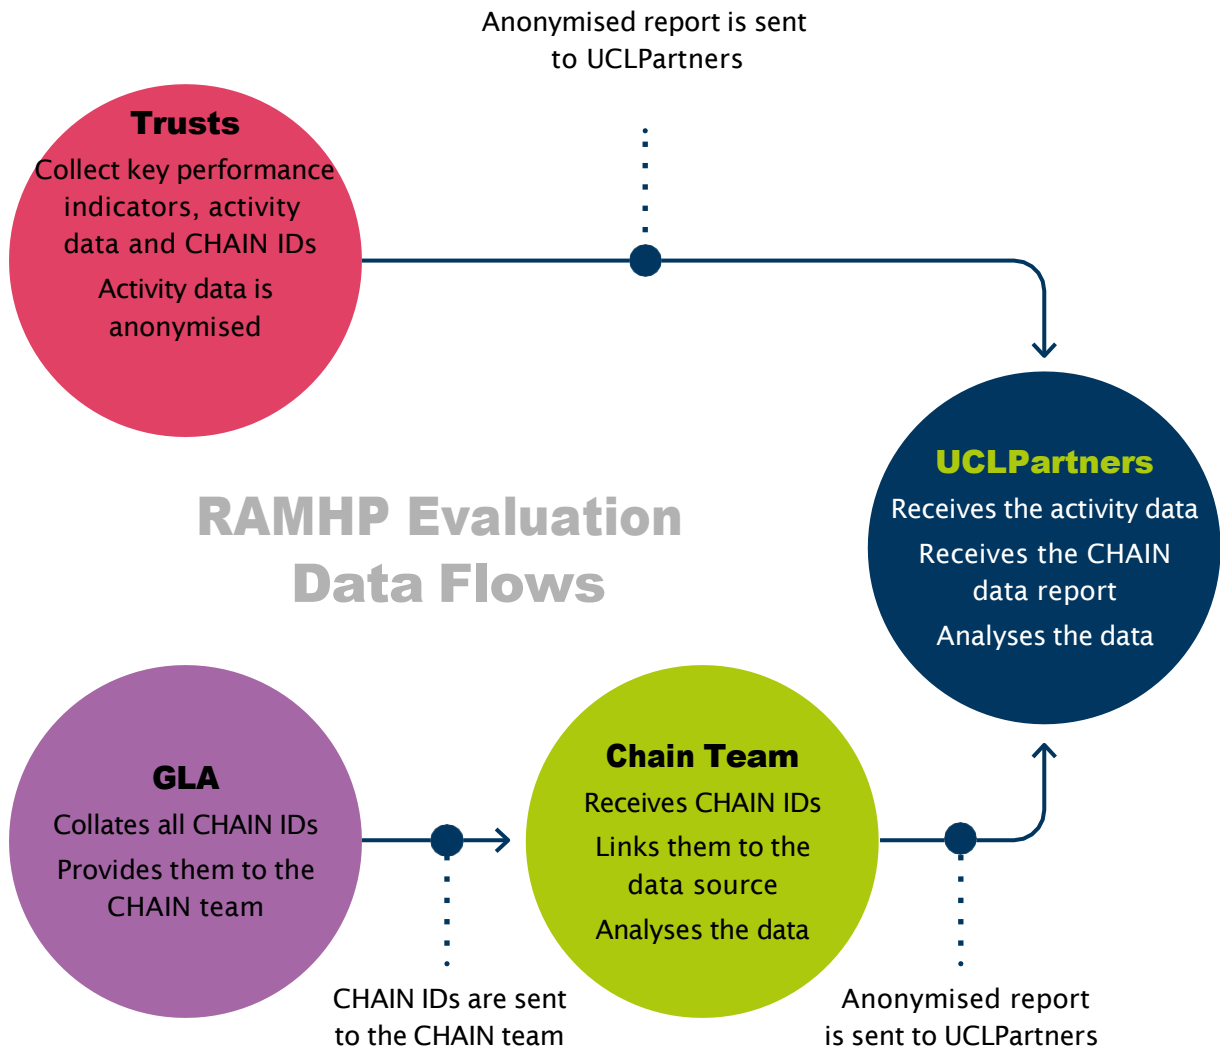 Anonymised report is sent
to UCLPartners
Trusts
Collect key performance
indicators, activity
data and CHAIN IDs
Activity data is
anonymised
UCLPartners
Receives the activity data
Receives the CHAIN
data report
Analyses the data
RAMHP Evaluation
Data Flows
GLA
Collates all CHAIN IDs
Provides them to the
CHAIN team
Chain Team
Receives CHAIN IDs
Links them to the
data source
Analyses the data
CHAIN IDs are sent
to the CHAIN team
Anonymised report
is sent to UCLPartners